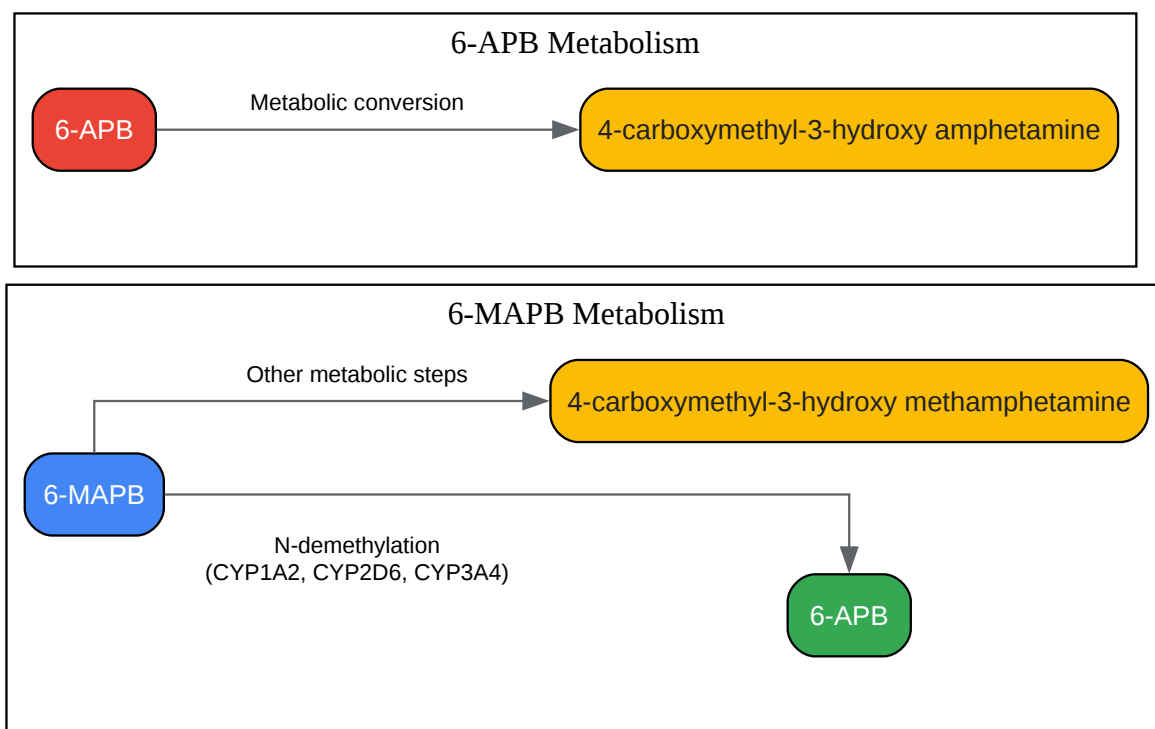 6-APB Metabolism
Metabolic conversion
6-APB
4-carboxymethyl-3-hydroxy amphetamine
6-MAPB Metabolism
Other metabolic steps
4-carboxymethyl-3-hydroxy methamphetamine
6-MAPB
N-demethylation
(CYP1A2, CYP2D6, CYP3A4)
6-APB